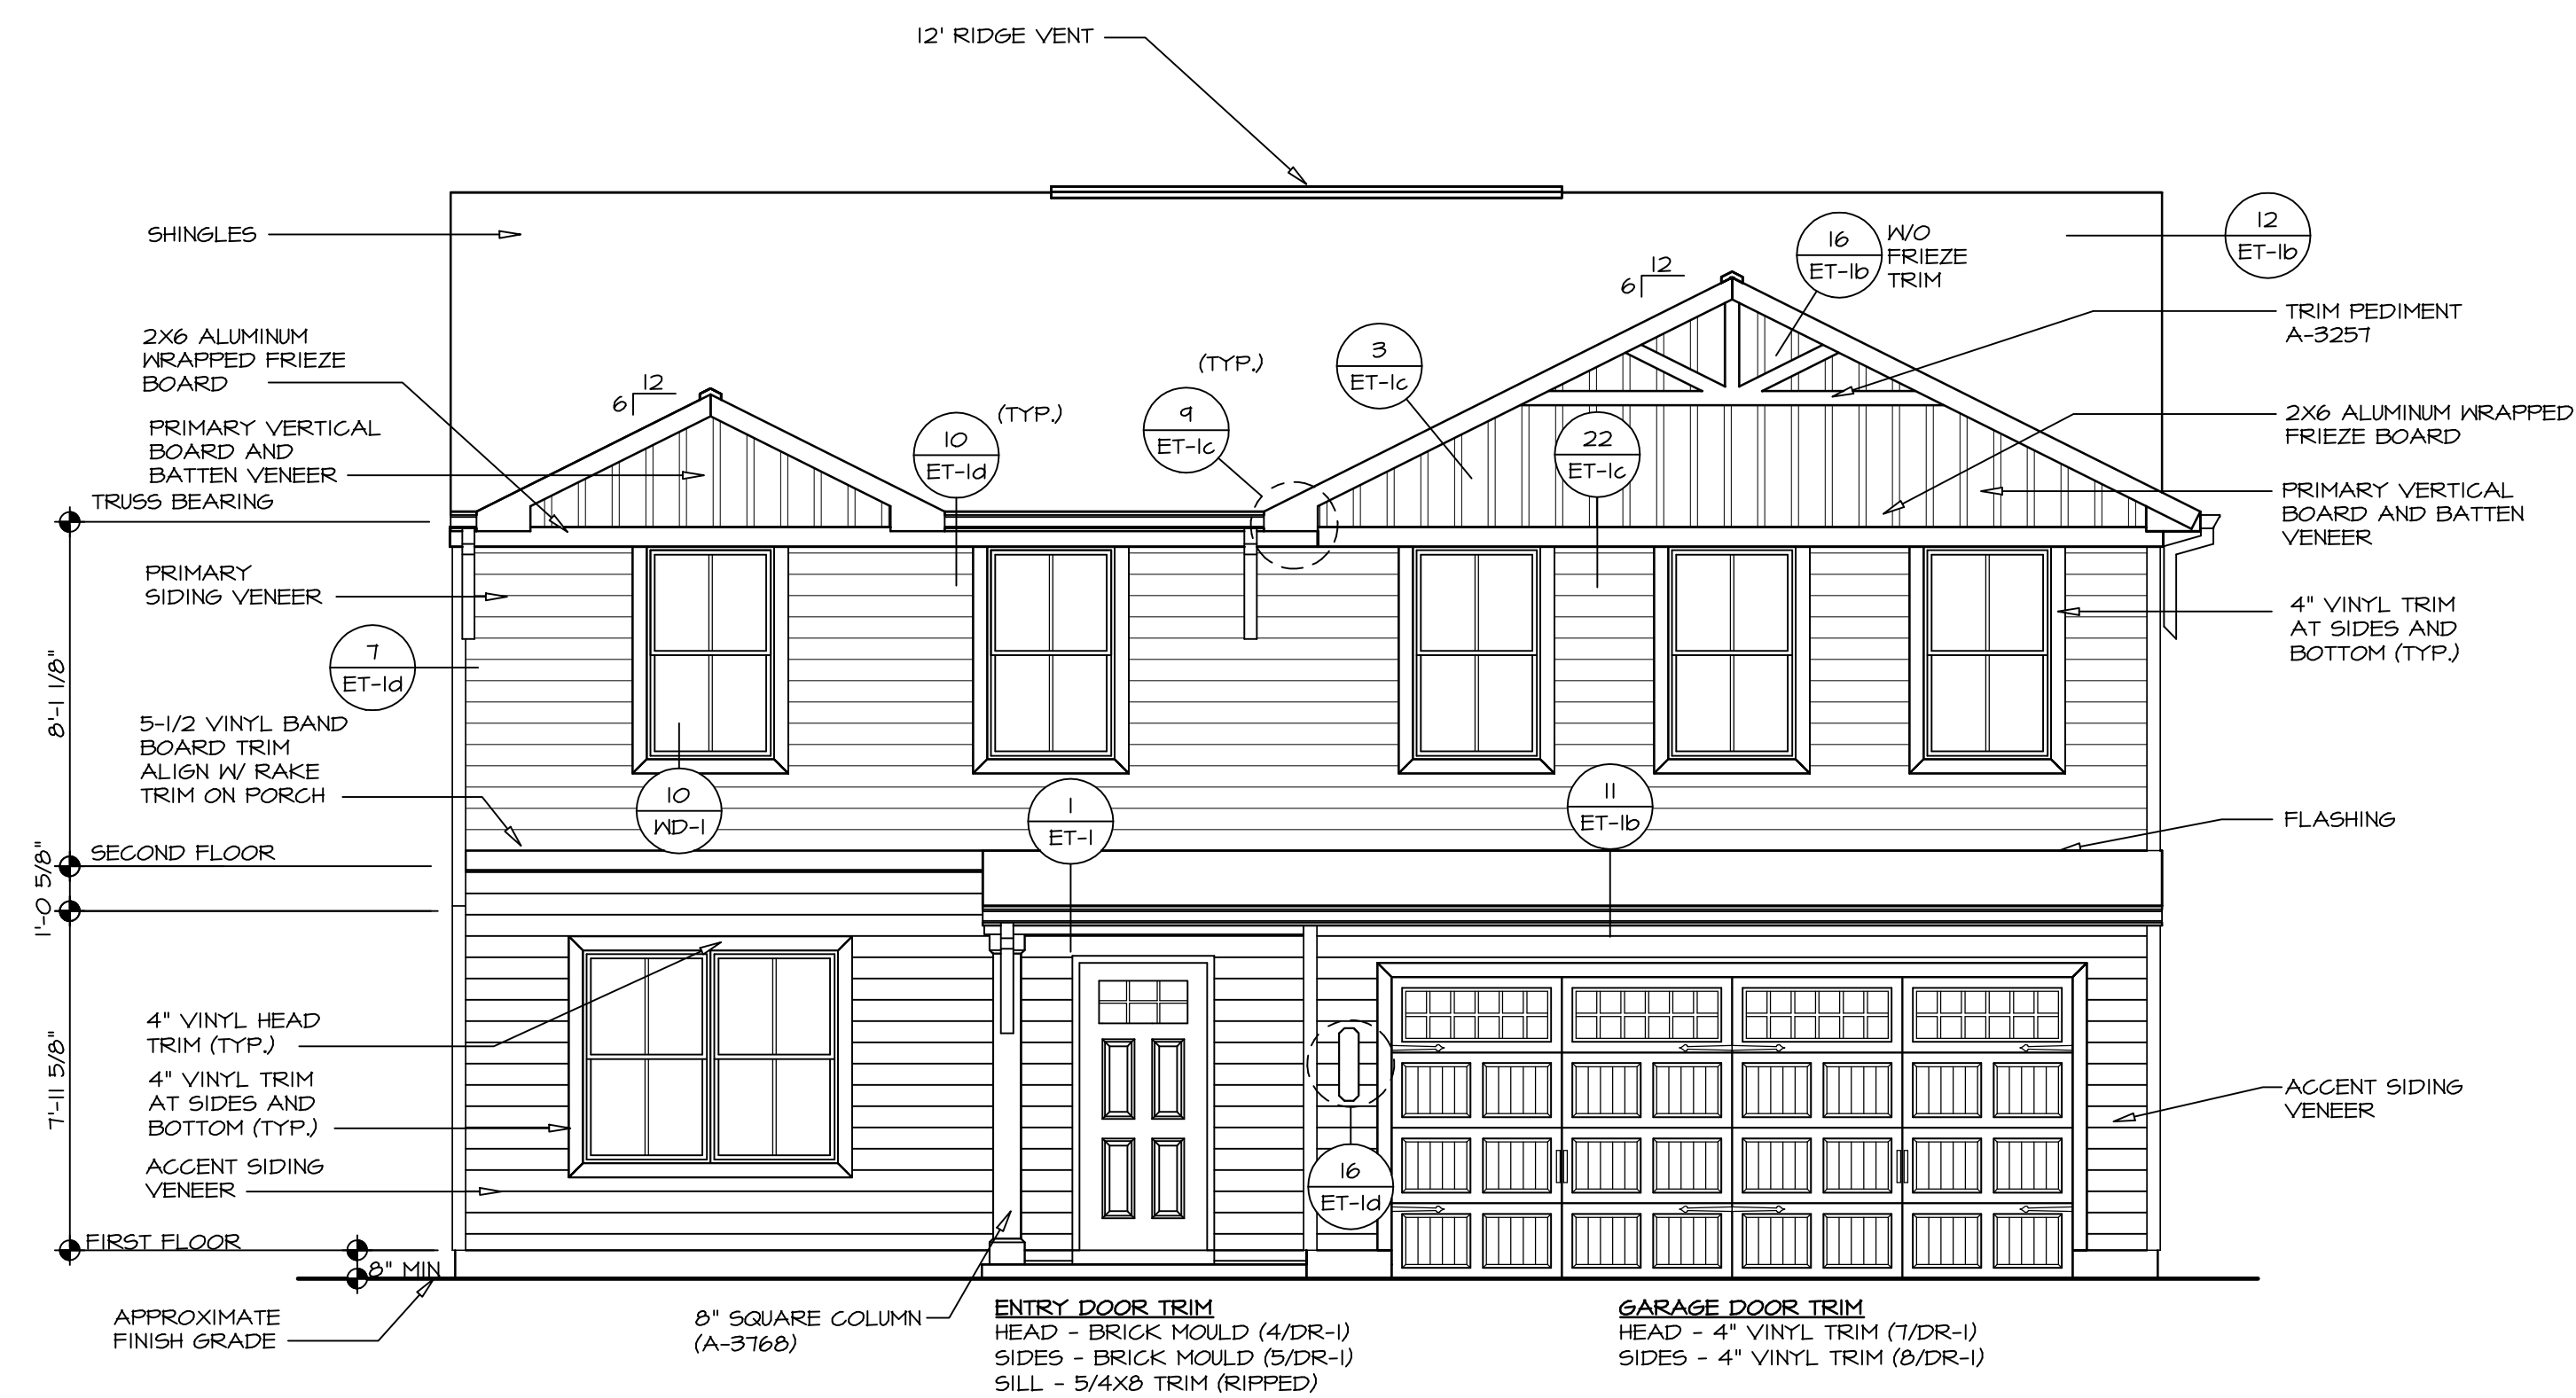 12' RIDGE VENT
SHINGLES
12
ET-1b
16
ET-1b
W/O
FRIEZE
TRIM
12
6
TRIM PEDIMENT
A-3257
2X6 ALUMINUM
WRAPPED FRIEZE
BOARD
3
ET-1c
(TYP.)
9
ET-1c
12
6
(TYP.)
10
ET-1d
22
ET-1c
2X6 ALUMINUM WRAPPED
FRIEZE BOARD
PRIMARY VERTICAL
BOARD AND
BATTEN VENEER
TRUSS BEARING
PRIMARY VERTICAL
BOARD AND BATTEN
VENEER
PRIMARY
SIDING VENEER
4" VINYL TRIM
AT SIDES AND
BOTTOM (TYP.)
7
ET-1d
8'-1 1/8"
5-1/2 VINYL BAND
BOARD TRIM
ALIGN W/ RAKE
TRIM ON PORCH
10
WD-1
1
ET-1
11
ET-1b
FLASHING
SECOND FLOOR
1'-0 5/8"
4" VINYL HEAD
TRIM (TYP.)
7'-11 5/8"
4" VINYL TRIM
AT SIDES AND
BOTTOM (TYP.)
ACCENT SIDING
VENEER
ACCENT SIDING
VENEER
16
ET-1d
FIRST FLOOR
8" MIN
APPROXIMATE
FINISH GRADE
8" SQUARE COLUMN
(A-3768)
ENTRY DOOR TRIM
HEAD - BRICK MOULD (4/DR-1)
SIDES - BRICK MOULD (5/DR-1)
SILL - 5/4X8 TRIM (RIPPED)
GARAGE DOOR TRIM
HEAD - 4" VINYL TRIM (7/DR-1)
SIDES - 4" VINYL TRIM (8/DR-1)